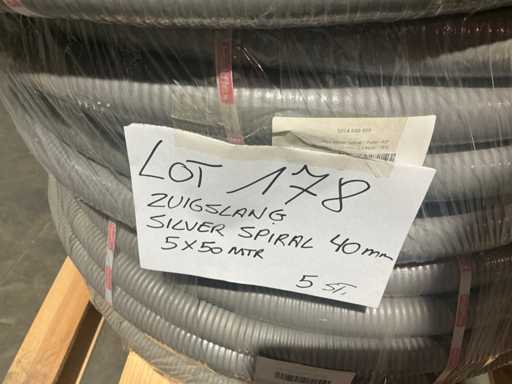 LOT 178
ZUIGSLANG
SILVER SPIRAL 40mm
5X50 MTR
5 ST.